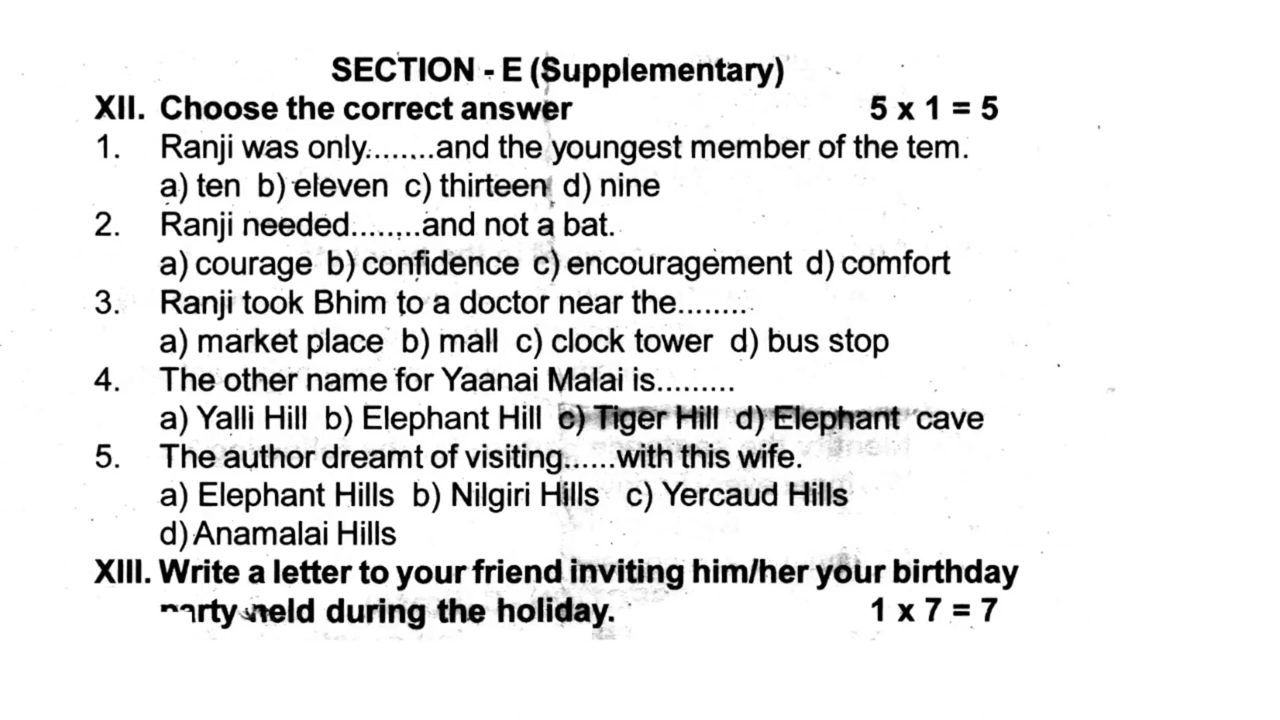 SECTION - E (Supplementary)
XII. Choose the correct answer 5 x 1 = 5
1. Ranji was only........and the youngest member of the tem.
a) ten b) eleven c) thirteen d) nine
2. Ranji needed........and not a bat.
a) courage b) confidence c) encouragement d) comfort
3. Ranji took Bhim to a doctor near the........
a) market place b) mall c) clock tower d) bus stop
4. The other name for Yaanai Malai is.........
a) Yalli Hill b) Elephant Hill c) Tiger Hill d) Elephant cave
5. The author dreamt of visiting......with this wife.
a) Elephant Hills b) Nilgiri Hills c) Yercaud Hills
d) Anamalai Hills
XIII. Write a letter to your friend inviting him/her your birthday
party held during the holiday. 1 x 7 = 7